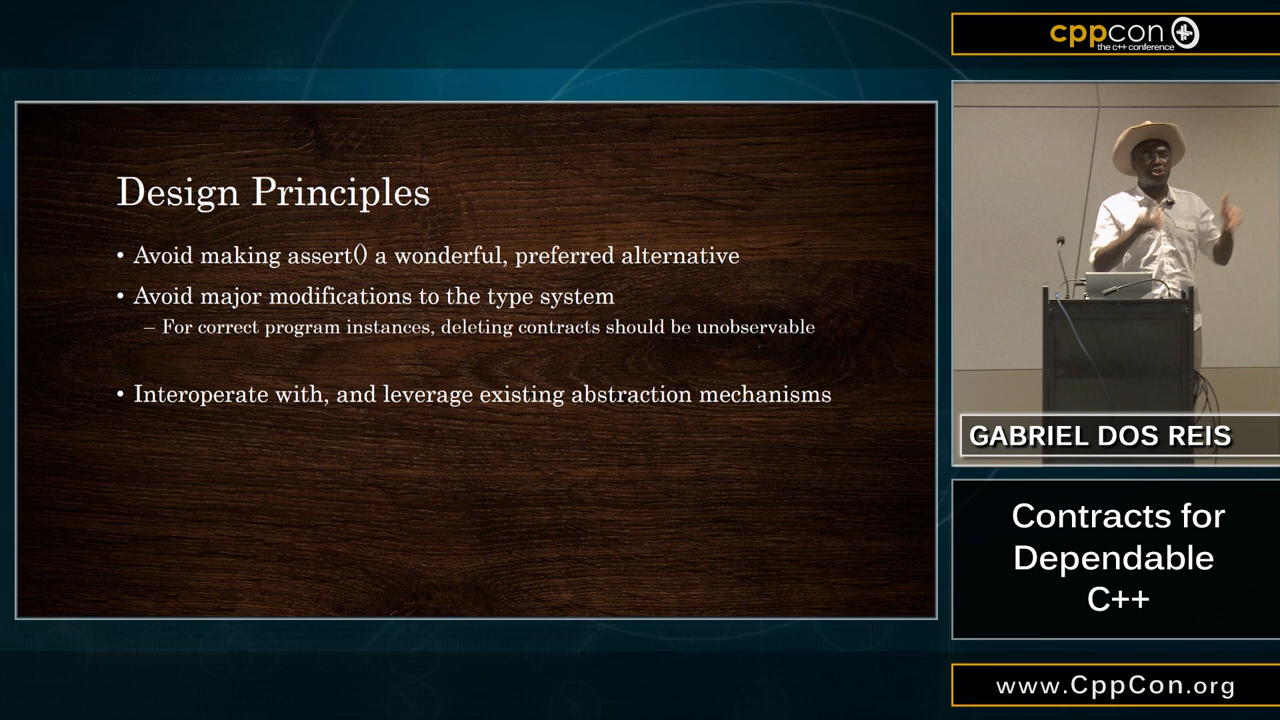 Design Principles
• Avoid making assert() a wonderful, preferred alternative
• Avoid major modifications to the type system
– For correct program instances, deleting contracts should be unobservable
• Interoperate with, and leverage existing abstraction mechanisms
cppcon
the c++ conference
GABRIEL DOS REIS
Contracts for
Dependable
C++
www.CppCon.org